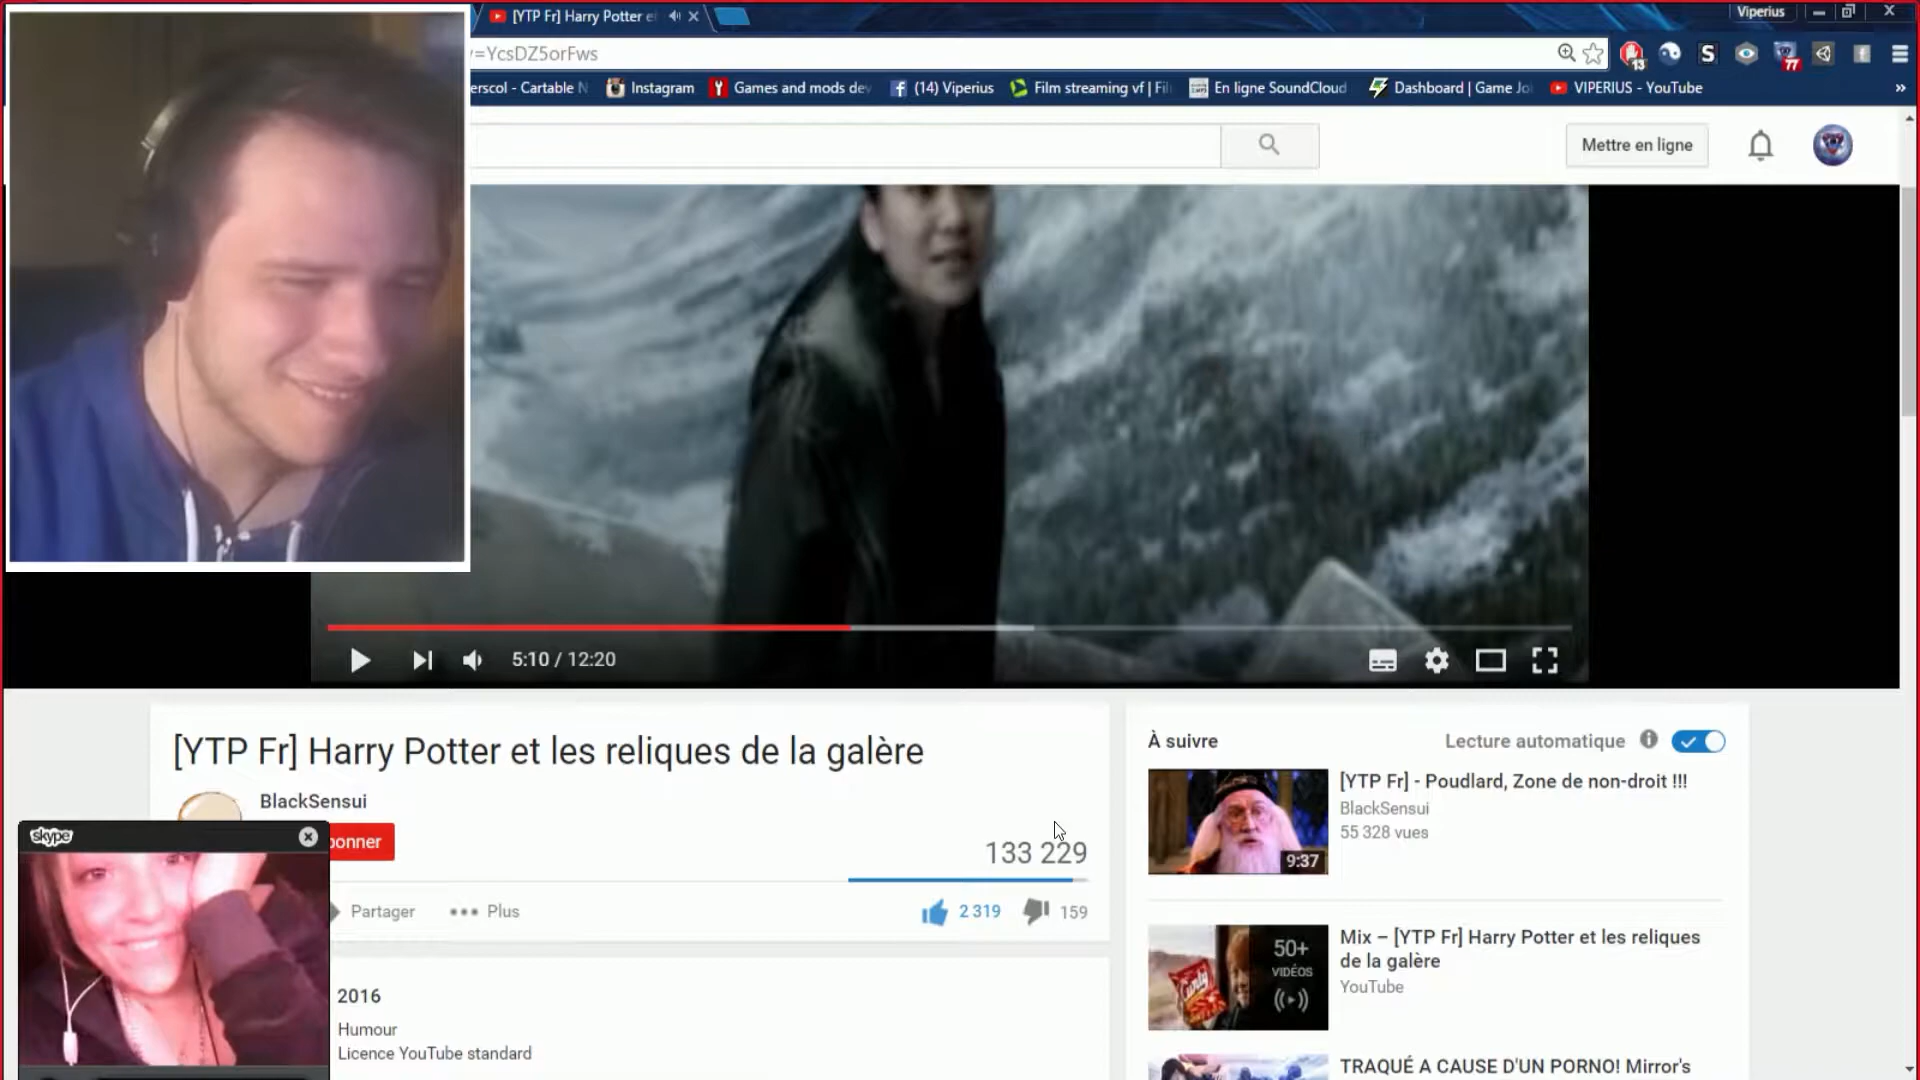 [YTP Fr] Harry Potter e
Viperius
=YcsDZ5orFws
13
S
77
erscol - Cartable N
Instagram
Games and mods dev
(14) Viperius
Film streaming vf | Fil
En ligne SoundCloud
Dashboard | Game Jo
VIPERIUS - YouTube
»
Mettre en ligne
5:10 / 12:20
[YTP Fr] Harry Potter et les reliques de la galère
BlackSensui
onner
133 229
Partager
Plus
2 319
159
2016
Humour
Licence YouTube standard
skype
À suivre
Lecture automatique
[YTP Fr] - Poudlard, Zone de non-droit !!!
BlackSensui
55 328 vues
9:37
Mix – [YTP Fr] Harry Potter et les reliques
de la galère
YouTube
50+
VIDÉOS
Curly
TRAQUÉ A CAUSE D'UN PORNO! Mirror's